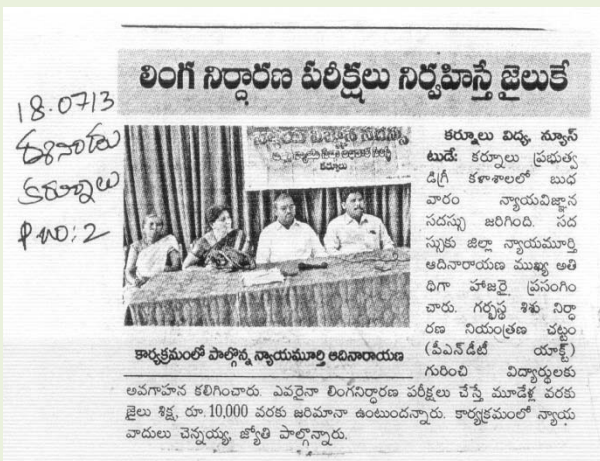 లింగ నిర్ధారణ పరీక్షలు నిర్వహిస్తే జైలుకే
18.0713
ఈనాడు
కర్నూలు
P NO: 2
కర్నూలు
కార్యక్రమంలో పాల్గొన్న న్యాయమూర్తి ఆదినారాయణ
కర్నూలు విద్య, న్యూస్
టుడే: కర్నూలు ప్రభుత్వ
డిగ్రీ కళాశాలలో బుధ
వారం న్యాయవిజ్ఞాన
సదస్సు జరిగింది. సద
స్సుకు జిల్లా న్యాయమూర్తి
ఆదినారాయణ ముఖ్య అతి
థిగా హాజరై ప్రసంగిం
చారు. గర్భస్థ శిశు నిర్ధా
రణ నియంత్రణ చట్టం
(పీఎన్‌డీటీ యాక్ట్)
గురించి విద్యార్థులకు
అవగాహన కలిగించారు. ఎవరైనా లింగనిర్ధారణ పరీక్షలు చేస్తే మూడేళ్ల వరకు
జైలు శిక్ష, రూ.10,000 వరకు జరిమానా ఉంటుందన్నారు. కార్యక్రమంలో న్యాయ
వాదులు చెన్నయ్య, జ్యోతి పాల్గొన్నారు.